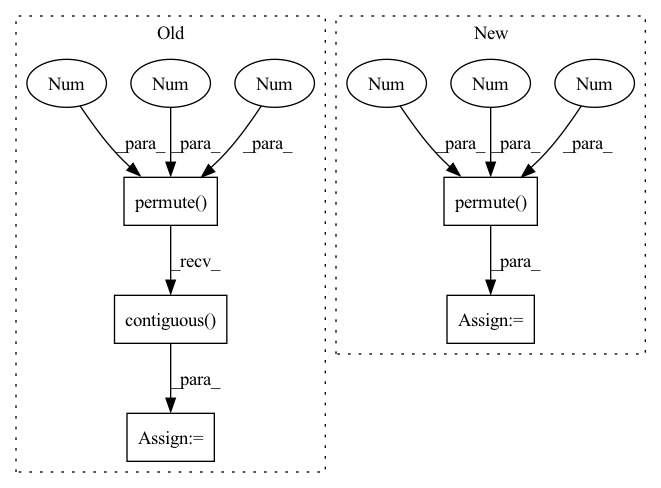 Old
New
Num Num Num
Num Num Num
_para_ _para_ _para_
_para_ _para_ _para_
permute()
permute()
_recv_
_para_
contiguous()
Assign:=
_para_
Assign:=